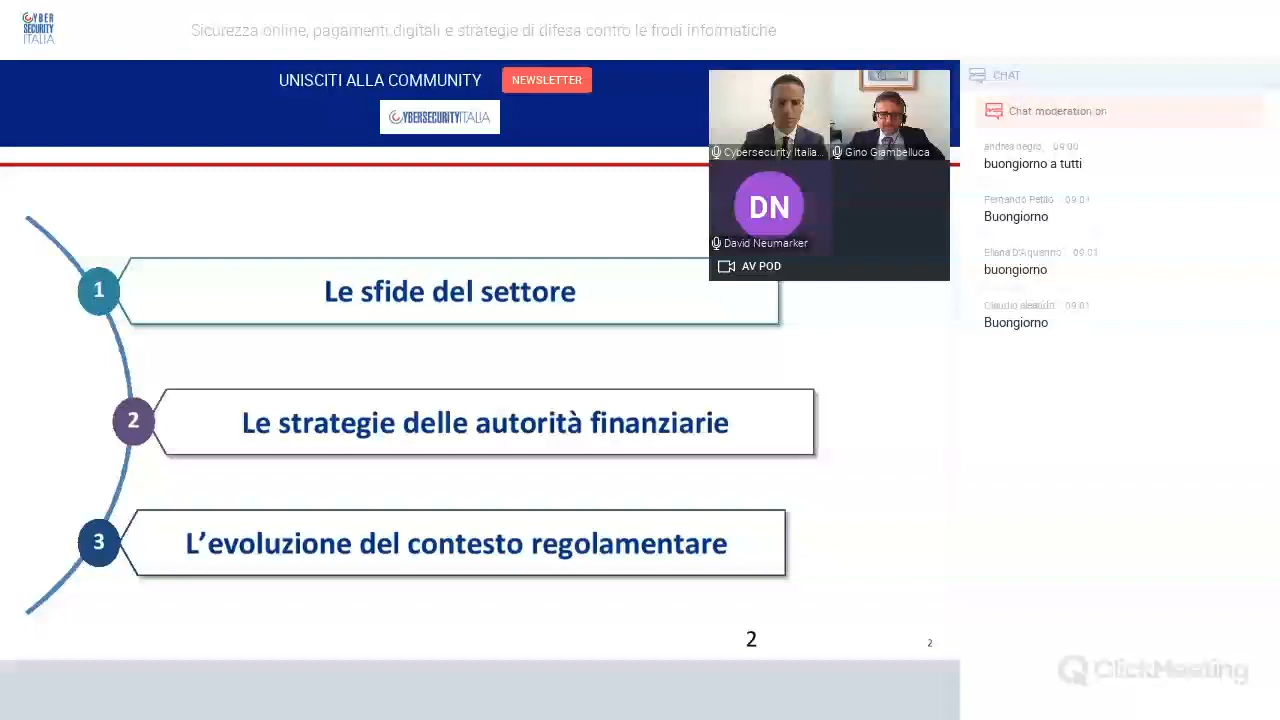 CYBER
SECURITY
ITALIA
Sicurezza online, pagamenti digitali e strategie di difesa contro le frodi informatiche
UNISCITI ALLA COMMUNITY
NEWSLETTER
CYBERSECURITYITALIA
Cybersecurity Italia...
Gino Giambelluca
DN
David Neumarker
AV POD
1
Le sfide del settore
2
Le strategie delle autorità finanziarie
3
L’evoluzione del contesto regolamentare
2
2
CHAT
Chat moderation on
andrea negro 09:00
buongiorno a tutti
Fernando Petillo 09:01
Buongiorno
Eliana D'Aquanno 09:01
buongiorno
Claudio 09:01
Buongiorno
ClickMeeting